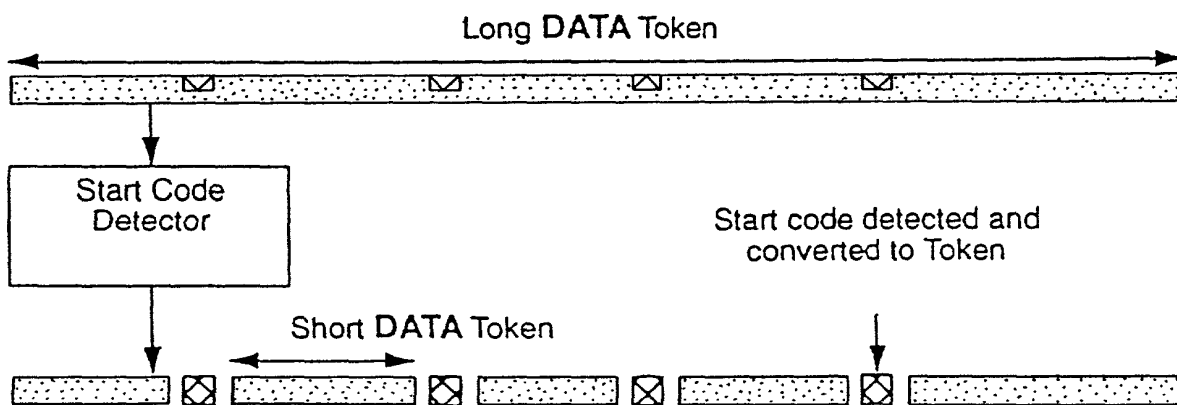 Long DATA Token
Start Code
Detector
Start code detected and
converted to Token
Short DATA Token